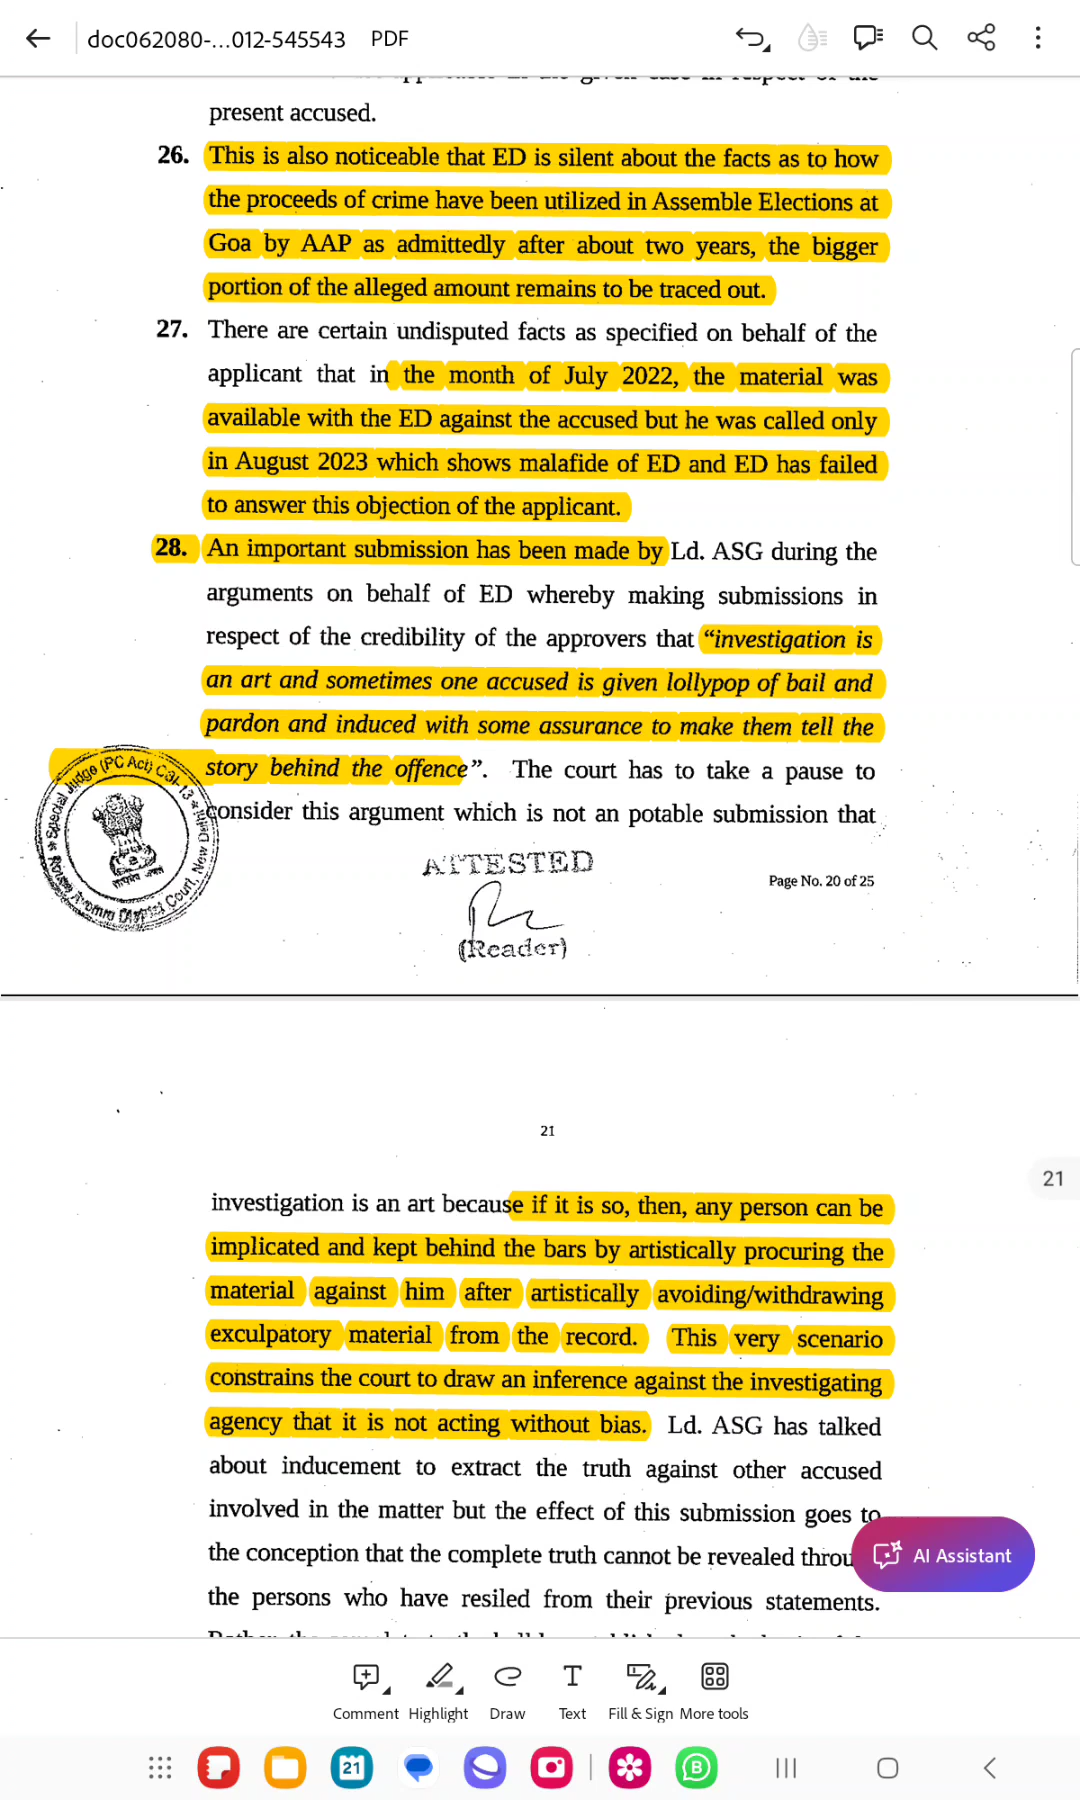 doc062080-...012-545543 PDF
present accused.
26. This is also noticeable that ED is silent about the facts as to how
the proceeds of crime have been utilized in Assemble Elections at
Goa by AAP as admittedly after about two years, the bigger
portion of the alleged amount remains to be traced out.
27. There are certain undisputed facts as specified on behalf of the
applicant that in the month of July 2022, the material was
available with the ED against the accused but he was called only
in August 2023 which shows malafide of ED and ED has failed
to answer this objection of the applicant.
28. An important submission has been made by Ld. ASG during the
arguments on behalf of ED whereby making submissions in
respect of the credibility of the approvers that “investigation is
an art and sometimes one accused is given lollypop of bail and
pardon and induced with some assurance to make them tell the
story behind the offence”. The court has to take a pause to
consider this argument which is not an potable submission that
Special Judge (PC Act) CBI-13
Court, New Delhi
ATTESTED
Page No. 20 of 25
(Reader)
21
21
investigation is an art because if it is so, then, any person can be
implicated and kept behind the bars by artistically procuring the
material against him after artistically avoiding/withdrawing
exculpatory material from the record. This very scenario
constrains the court to draw an inference against the investigating
agency that it is not acting without bias. Ld. ASG has talked
about inducement to extract the truth against other accused
involved in the matter but the effect of this submission goes to
the conception that the complete truth cannot be revealed throu
AI Assistant
the persons who have resiled from their previous statements.
Comment Highlight Draw Text Fill & Sign More tools
21
B